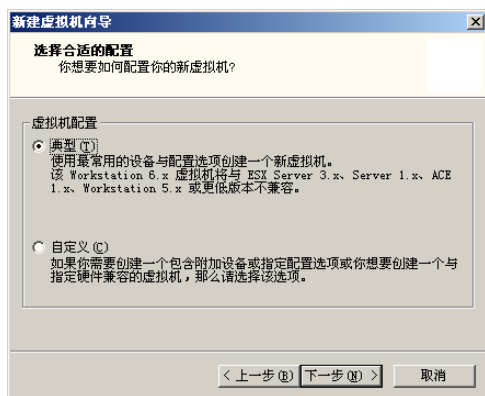 新建虚拟机向导
选择合适的配置
你想要如何配置你的新虚拟机?
虚拟机配置
典型(T)
使用最常用的设备与配置选项创建一个新虚拟机。
该 Workstation 6.x 虚拟机将与 ESX Server 3.x、Server 1.x、ACE
1.x、Workstation 5.x 或更低版本不兼容。
自定义(C)
如果你需要创建一个包含附加设备或指定配置选项或你想要创建一个与
指定硬件兼容的虚拟机，那么请选择该选项。
< 上一步(B) 下一步(N) > 取消